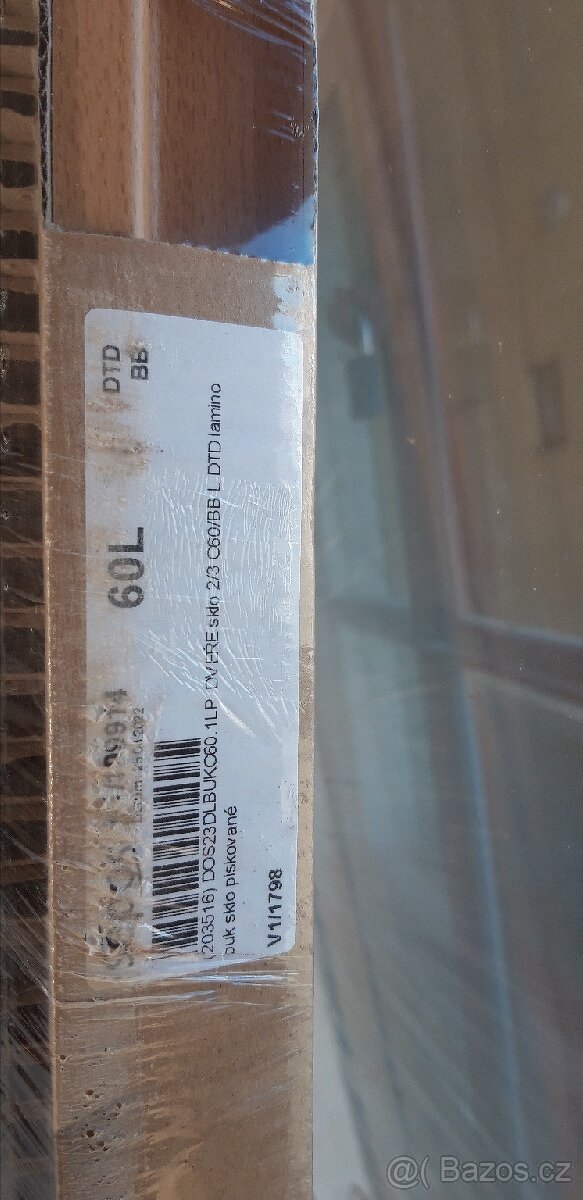 60L
DTD
BB
(203516) DOS23DLBUKC60.1LP DVEŘE sklo 2/3 C60/BB L DTD lamino
buk sklo pískované
V1/1798
@( Bazos.cz